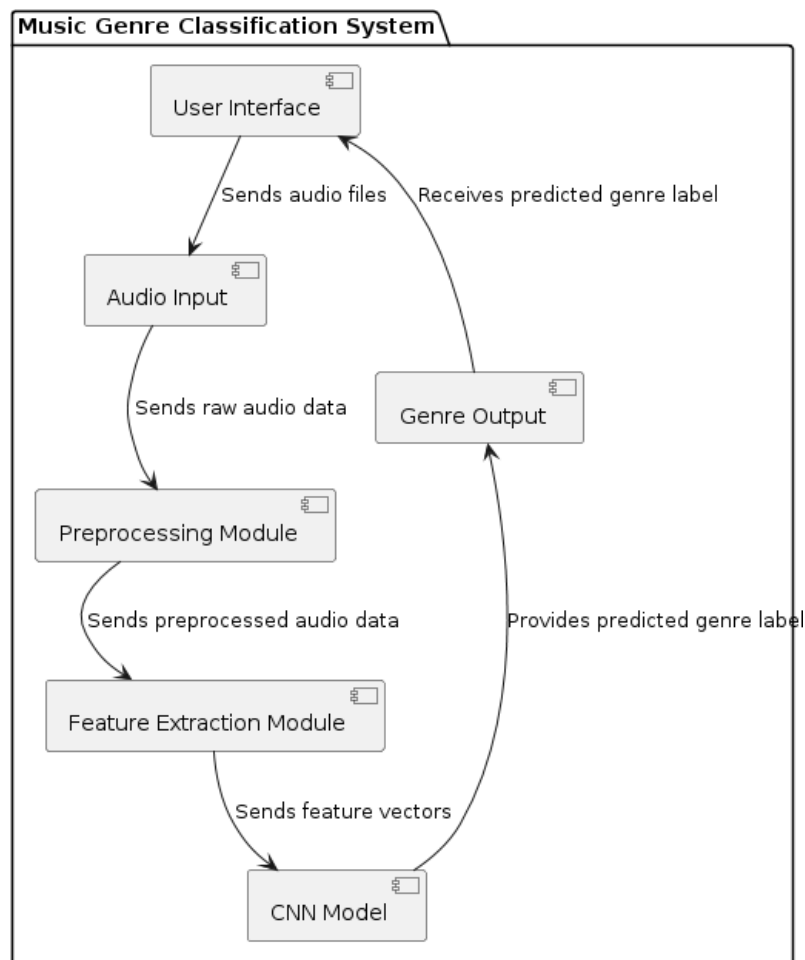 Music Genre Classification System
User Interface
Sends audio files
Receives predicted genre label
Audio Input
Sends raw audio data
Genre Output
Preprocessing Module
Sends preprocessed audio data
Provides predicted genre label
Feature Extraction Module
Sends feature vectors
CNN Model